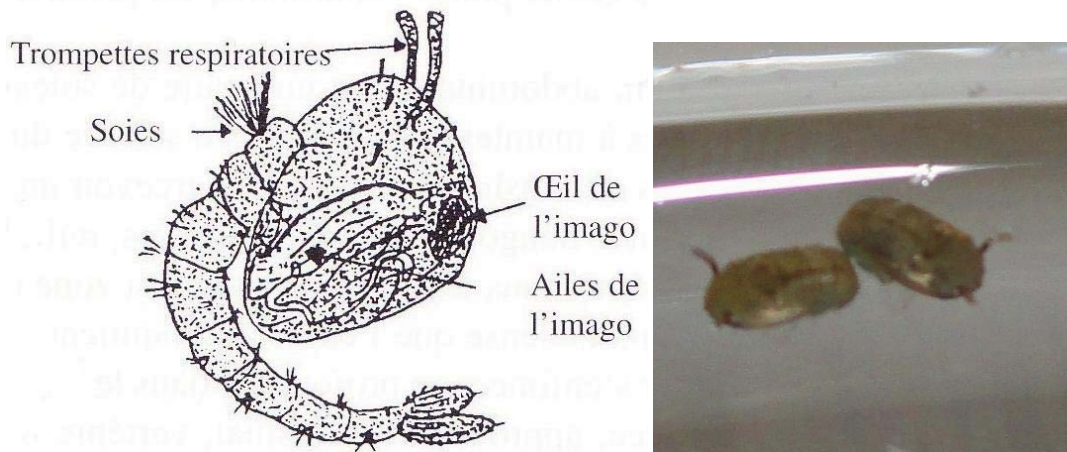 Trompettes respiratoires
Soies
Œil de
l'imago
Ailes de
l'imago